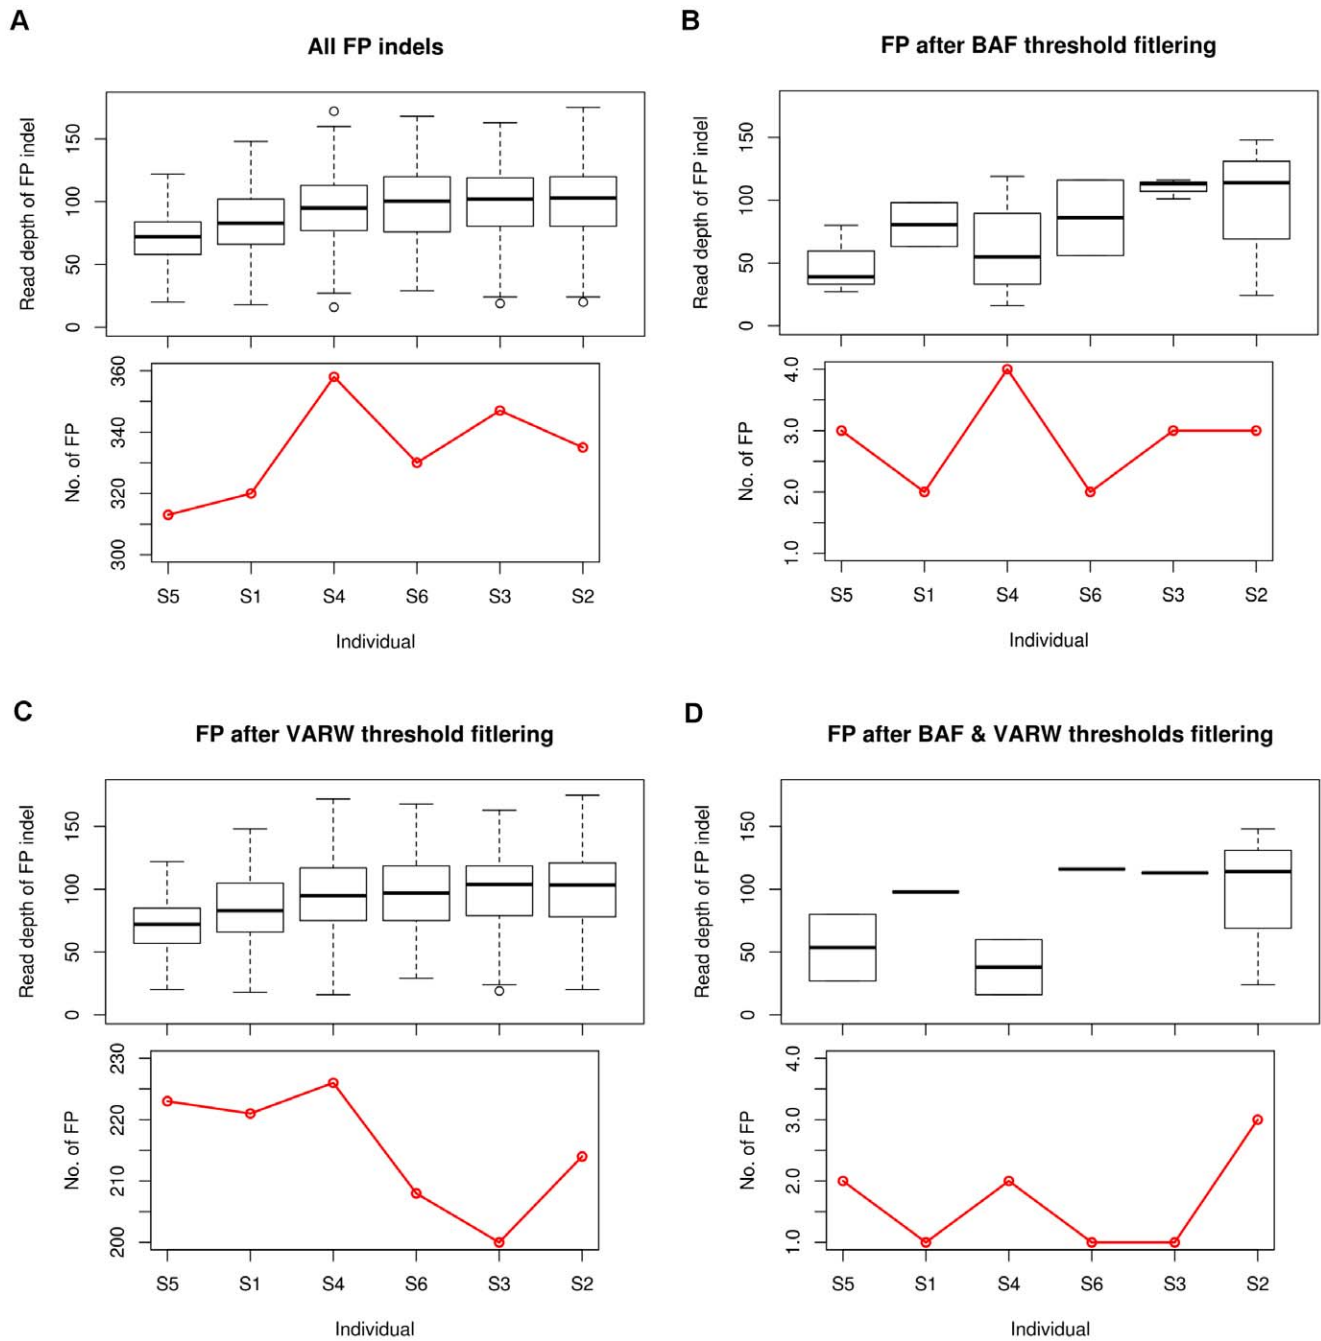 A
All FP indels
Read depth of FP indel
150
100
50
0
No. of FP
360
340
320
300
S5 S1 S4 S6 S3 S2
Individual
B
FP after BAF threshold fitlering
Read depth of FP indel
150
100
50
0
No. of FP
4.0
3.0
2.0
1.0
S5 S1 S4 S6 S3 S2
Individual
C
FP after VARW threshold fitlering
Read depth of FP indel
150
100
50
0
No. of FP
230
220
210
200
S5 S1 S4 S6 S3 S2
Individual
D
FP after BAF & VARW thresholds fitlering
Read depth of FP indel
150
100
50
0
No. of FP
4.0
3.0
2.0
1.0
S5 S1 S4 S6 S3 S2
Individual